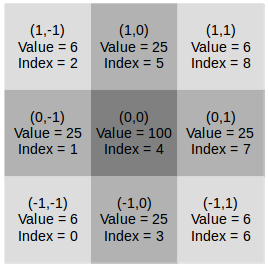 (1,-1)
Value = 6
Index = 2
(1,0)
Value = 25
Index = 5
(1,1)
Value = 6
Index = 8
(0,-1)
Value = 25
Index = 1
(0,0)
Value = 100
Index = 4
(0,1)
Value = 25
Index = 7
(-1,-1)
Value = 6
Index = 0
(-1,0)
Value = 25
Index = 3
(-1,1)
Value = 6
Index = 6